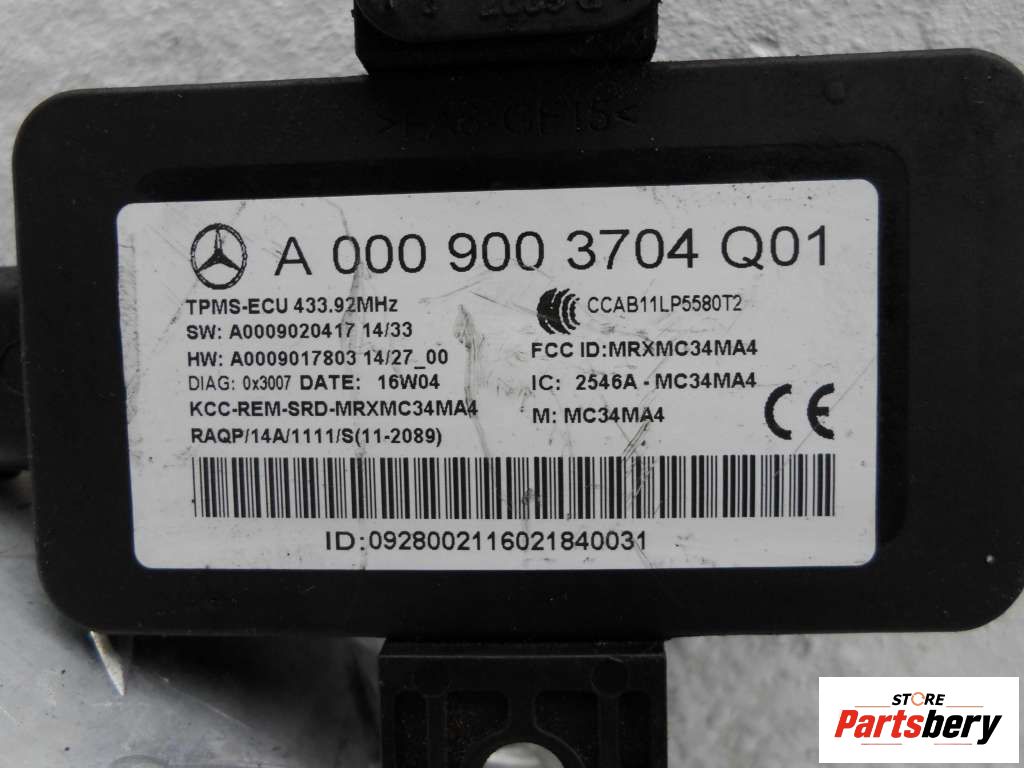 A 000 900 3704 Q01
TPMS-ECU 433.92MHz
SW: A0009020417 14/33
HW: A0009017803 14/27_00
DIAG: 0x3007 DATE: 16W04
KCC-REM-SRD-MRXMC34MA4
RAQP/14A/1111/S(11-2089)
CCAB11LP5580T2
FCC ID:MRXMC34MA4
IC: 2546A - MC34MA4
M: MC34MA4
CE
ID:0928002116021840031
STORE
Partsbery